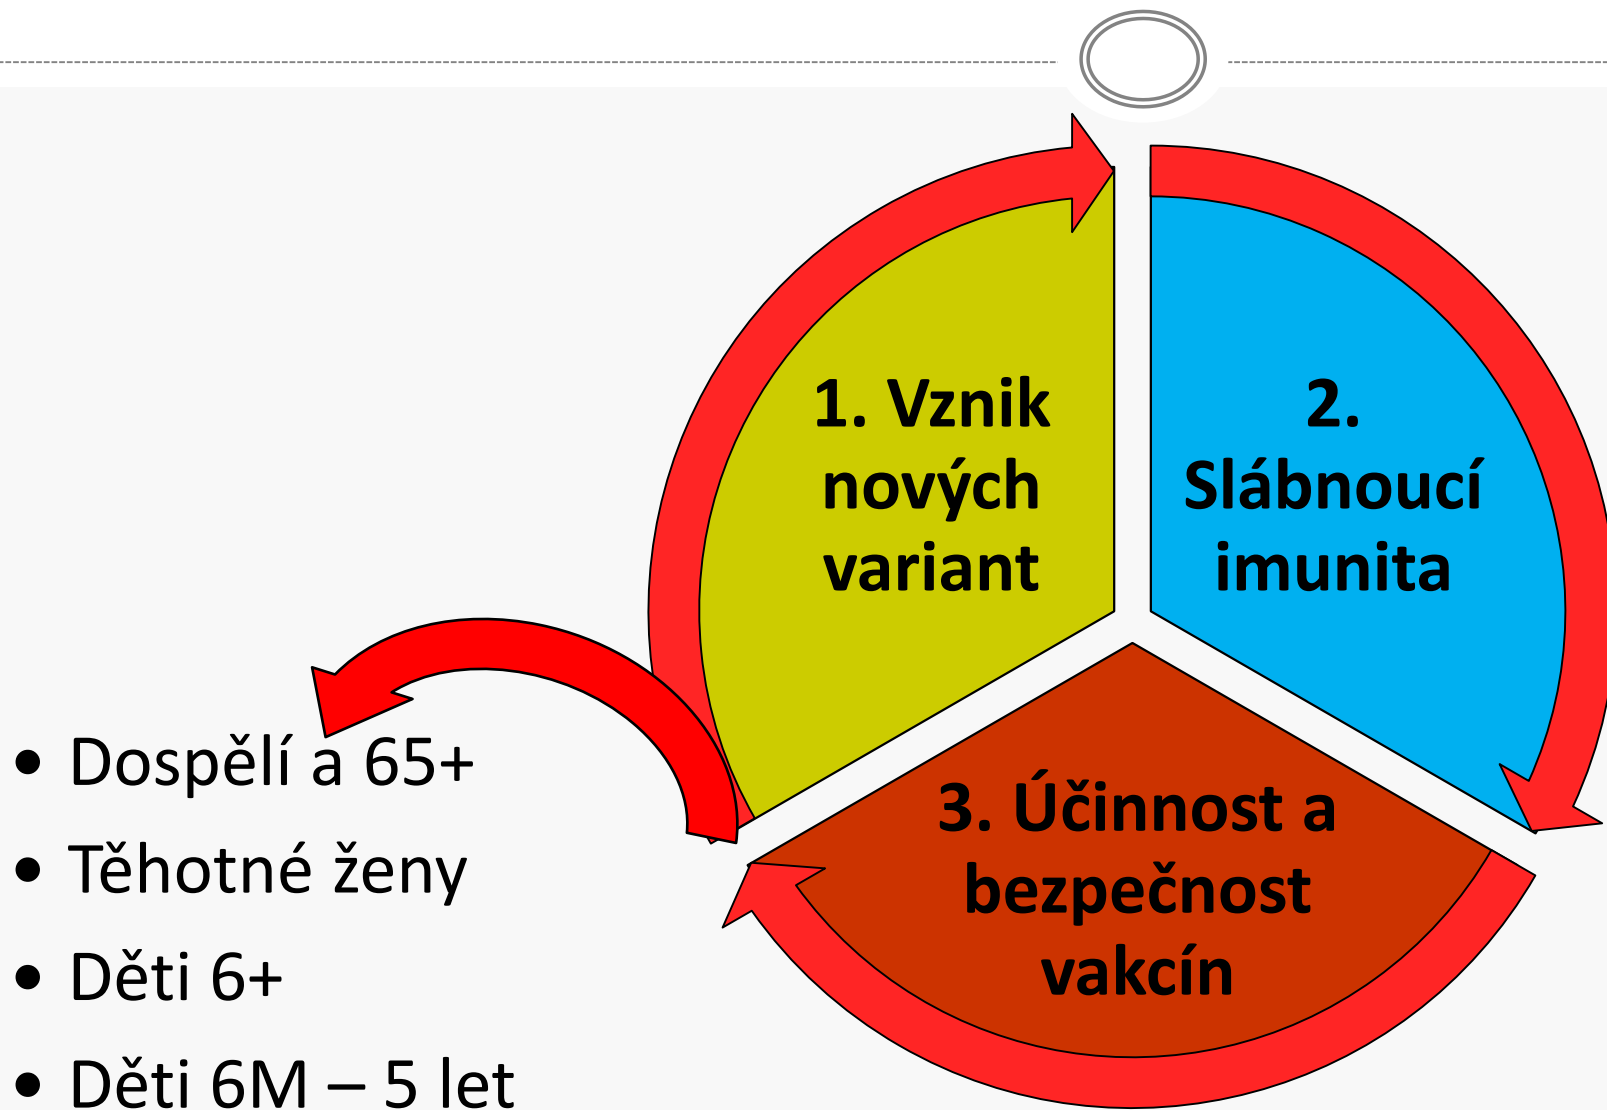 1. Vznik
nových
variant
2.
Slábnoucí
imunita
3. Účinnost a
bezpečnost
vakcín
• Dospělí a 65+
• Těhotné ženy
• Děti 6+
• Děti 6M – 5 let